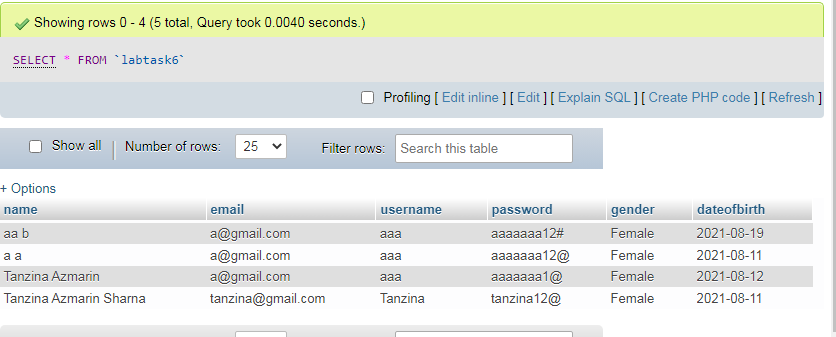 Showing rows 0 - 4 (5 total, Query took 0.0040 seconds.)
SELECT * FROM `labtask6`
Profiling [ Edit inline ] [ Edit ] [ Explain SQL ] [ Create PHP code ] [ Refresh ]
Show all | Number of rows: 25 Filter rows: Search this table
+ Options
name email username password gender dateofbirth
aa b a@gmail.com aaa aaaaaaa12# Female 2021-08-19
a a a@gmail.com aaa aaaaaaa12@ Female 2021-08-11
Tanzina Azmarin a@gmail.com aaa aaaaaaa1@ Female 2021-08-12
Tanzina Azmarin Sharna tanzina@gmail.com Tanzina tanzina12@ Female 2021-08-11